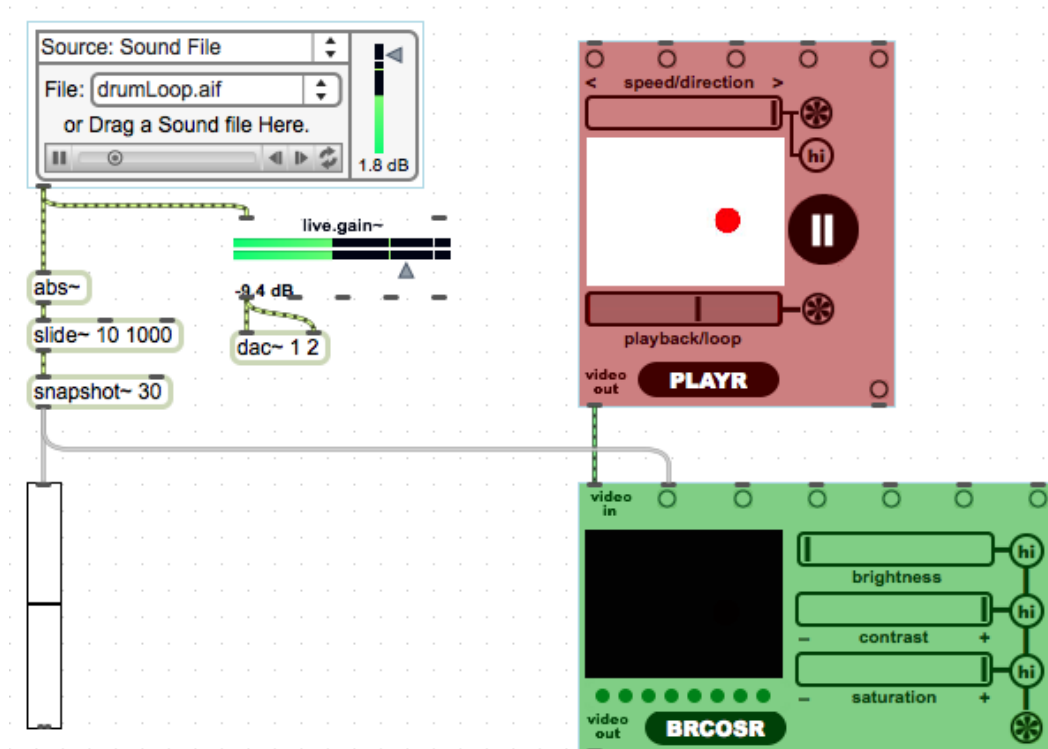 Source: Sound File
File: drumLoop.aif
or Drag a Sound file Here.
1.8 dB
live.gain~
-9.4 dB
abs~
slide~ 10 1000
snapshot~ 30
dac~ 1 2
< speed/direction >
hi
playback/loop
video
out
PLAYR
video
in
hi
brightness
hi
– contrast +
hi
– saturation +
video
out
BRCOSR